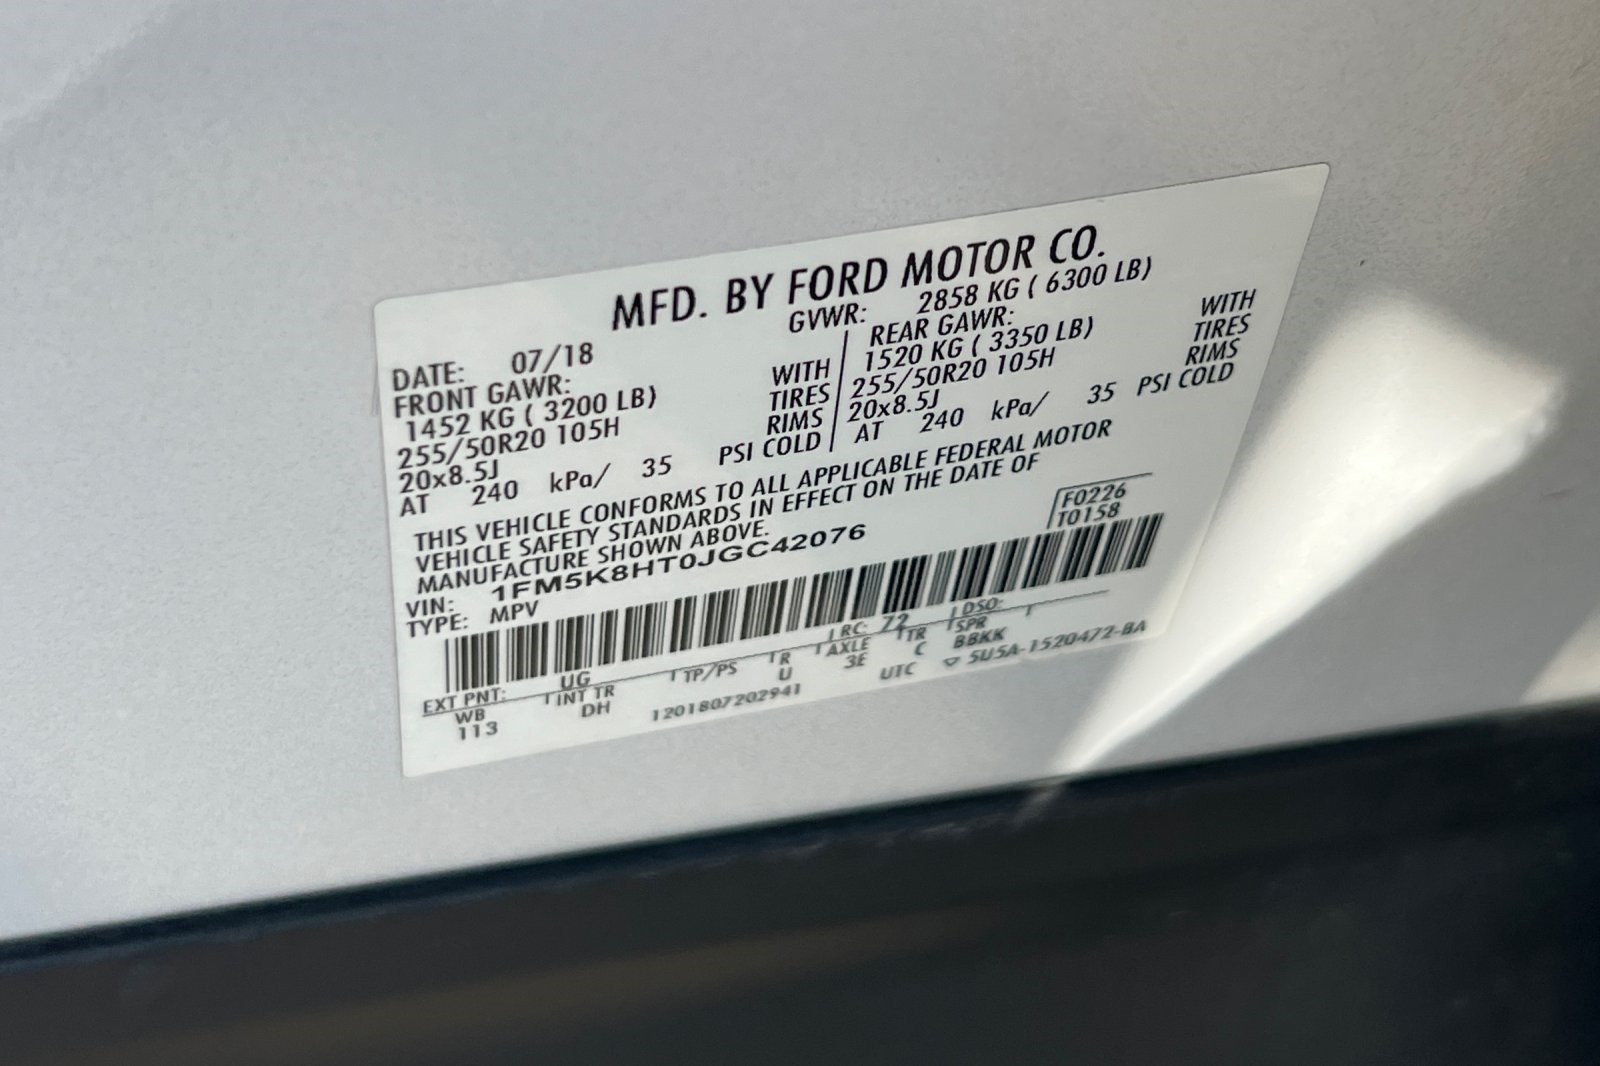 MFD. BY FORD MOTOR CO.
DATE: 07/18 GVWR: 2858 KG ( 6300 LB)
FRONT GAWR: REAR GAWR:
1452 KG ( 3200 LB) WITH 1520 KG ( 3350 LB) WITH
255/50R20 105H TIRES 255/50R20 105H TIRES
20x8.5J RIMS 20x8.5J RIMS
AT 240 kPa/ 35 PSI COLD AT 240 kPa/ 35 PSI COLD
THIS VEHICLE CONFORMS TO ALL APPLICABLE FEDERAL MOTOR
VEHICLE SAFETY STANDARDS IN EFFECT ON THE DATE OF
MANUFACTURE SHOWN ABOVE.
F0226
T0158
VIN: 1FM5K8HT0JGC42076
TYPE: MPV
EXT PNT: UG RC: 72 DSO:
WB INT TR TP/PS R AXLE TR SPR
113 DH U 3E C BBKK
1201807202941 UTC ▽ 5U5A-1520472-BA